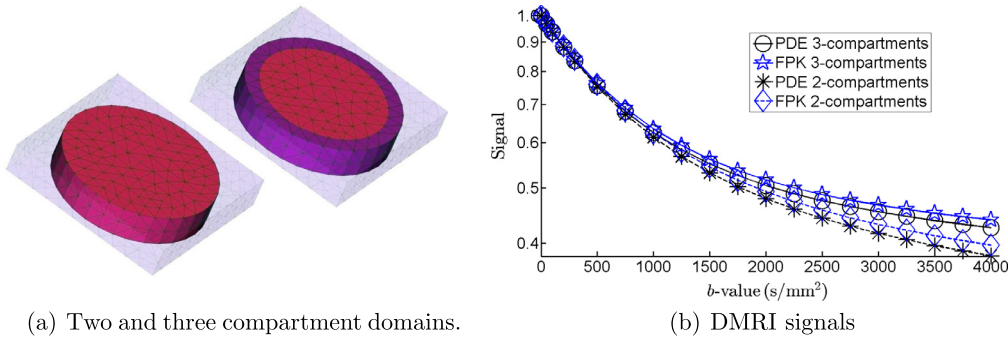 1.
0.9
0.8
0.7
0.6
0.5
0.4
Signal
0 500 1000 1500 2000 2500 3000 3500 4000
b-value (s/mm²)
PDE 3-compartments
FPK 3-compartments
PDE 2-compartments
FPK 2-compartments
(a) Two and three compartment domains.
(b) DMRI signals